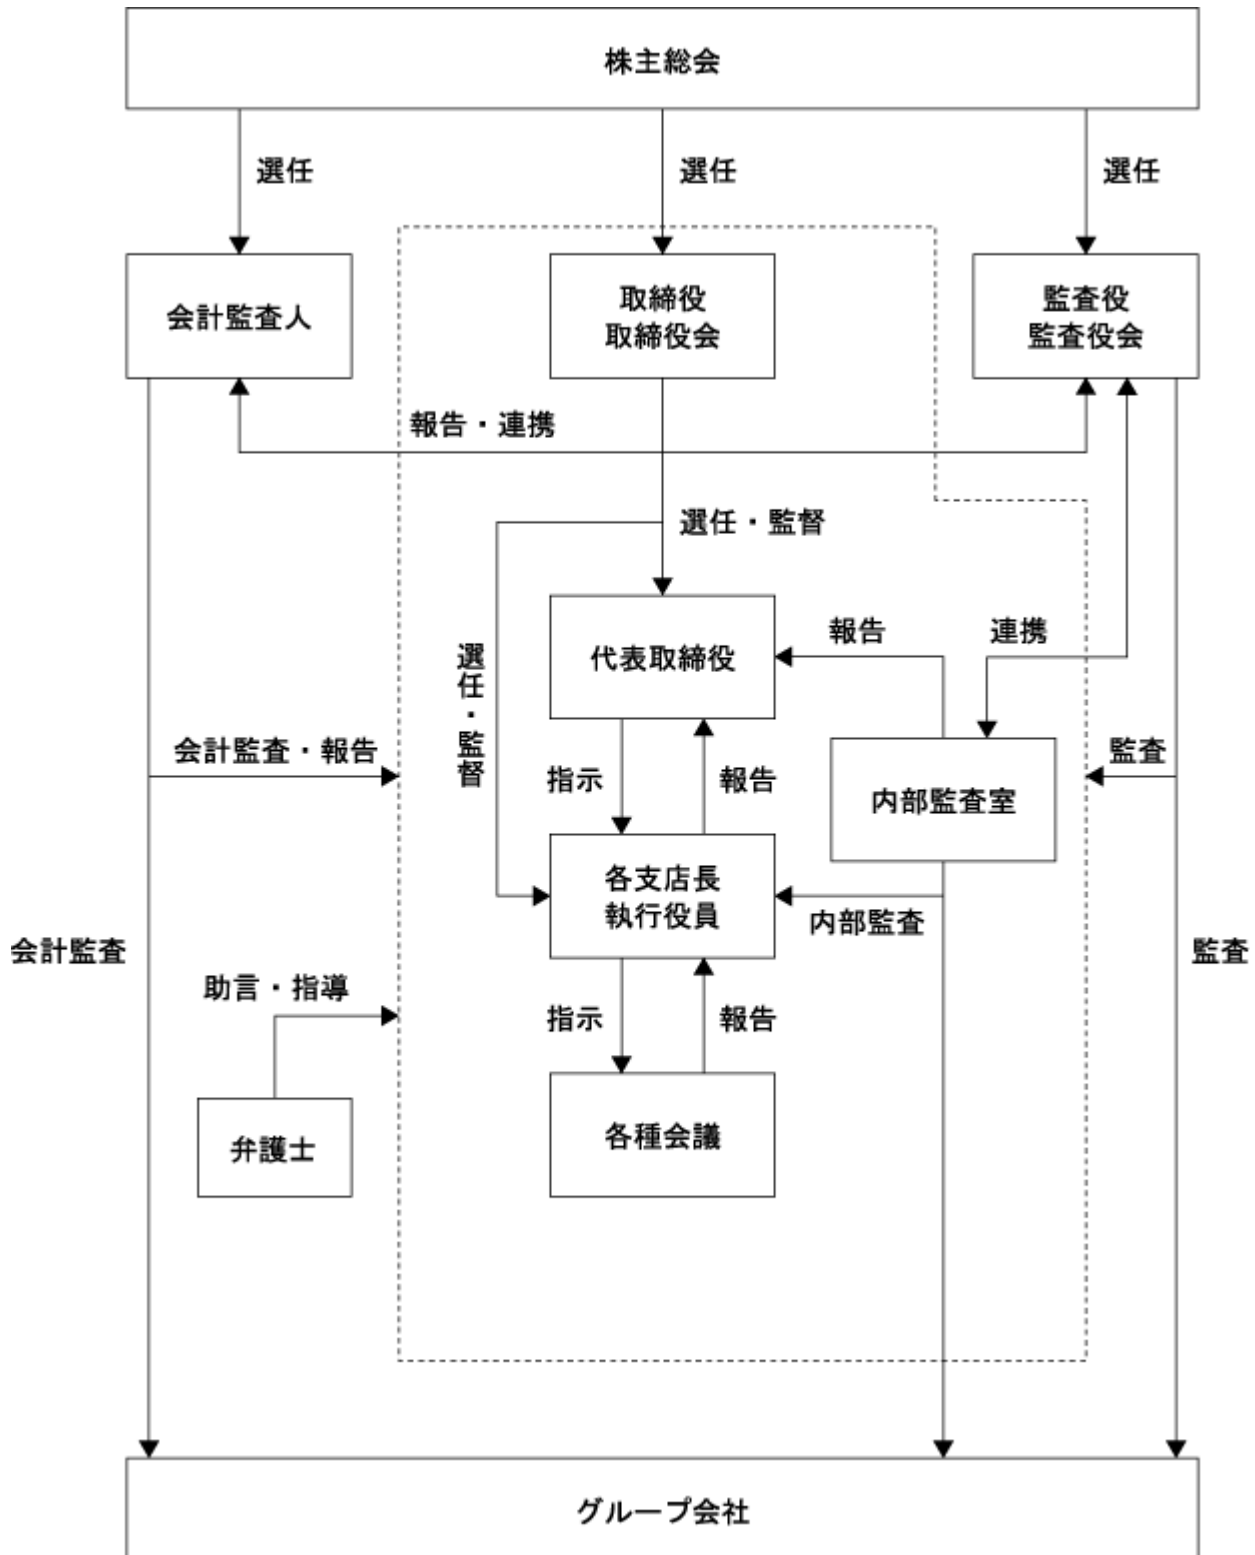 株主総会
選任
選任
選任
会計監査人
取締役
取締役会
監査役
監査役会
報告・連携
選任・監督
選任・監督
代表取締役
報告
連携
会計監査・報告
指示
報告
内部監査室
監査
各支店長
執行役員
内部監査
会計監査
監査
助言・指導
指示
報告
弁護士
各種会議
グループ会社